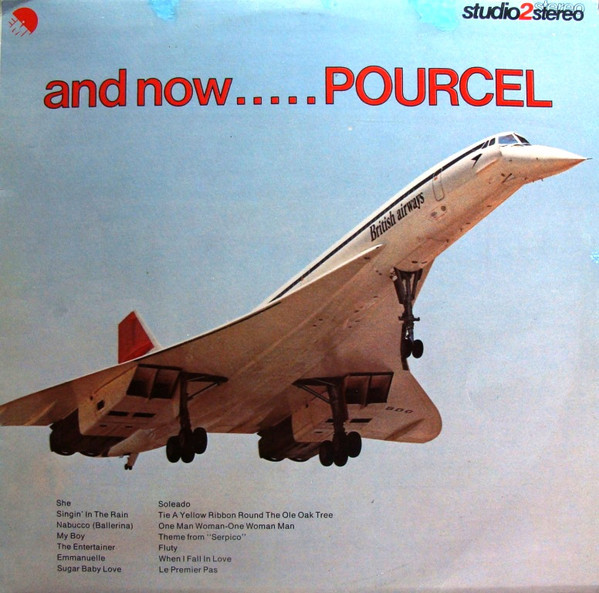 studio2stereo
and now.....POURCEL
British airways
She
Singin' In The Rain
Nabucco (Ballerina)
My Boy
The Entertainer
Emmanuelle
Sugar Baby Love
Soleado
Tie A Yellow Ribbon Round The Ole Oak Tree
One Man Woman-One Woman Man
Theme from "Serpico"
Fluty
When I Fall In Love
Le Premier Pas